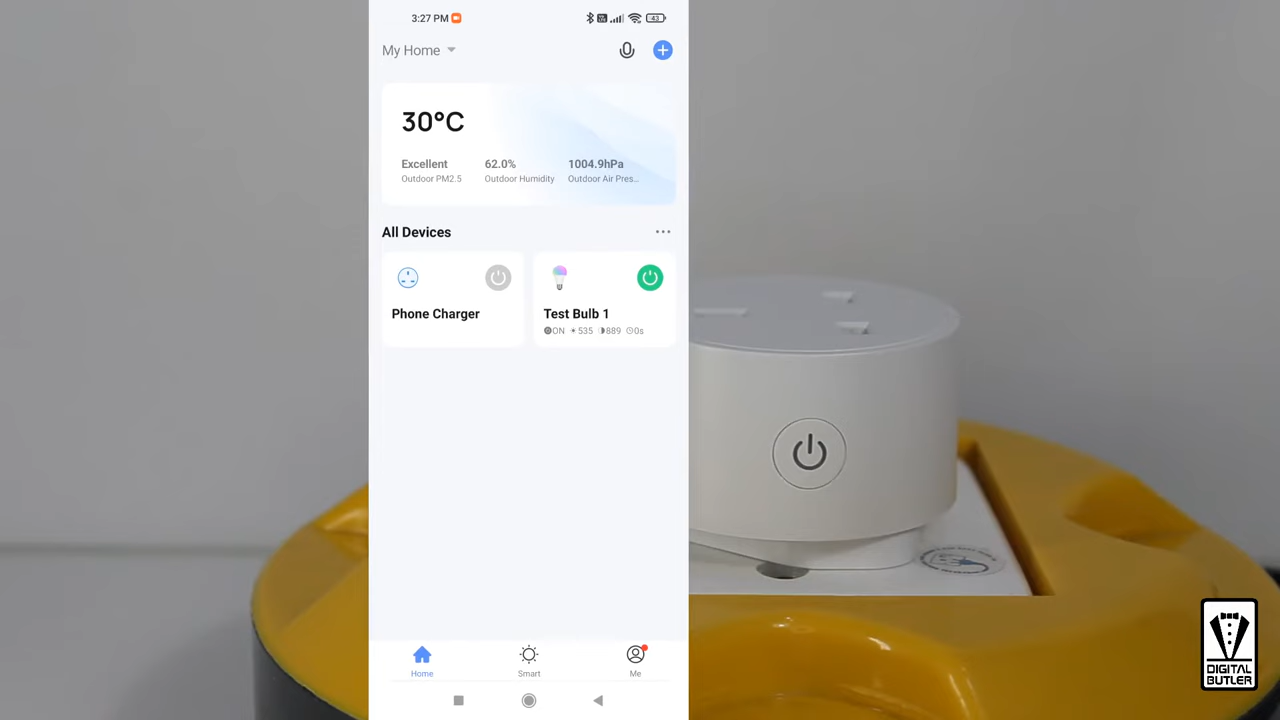 3:27 PM
43
My Home
30°C
Excellent
62.0%
1004.9hPa
Outdoor PM2.5
Outdoor Humidity
Outdoor Air Pres...
All Devices
Phone Charger
Test Bulb 1
ON 535 889 0s
Home
Smart
Me
DIGITAL
BUTLER